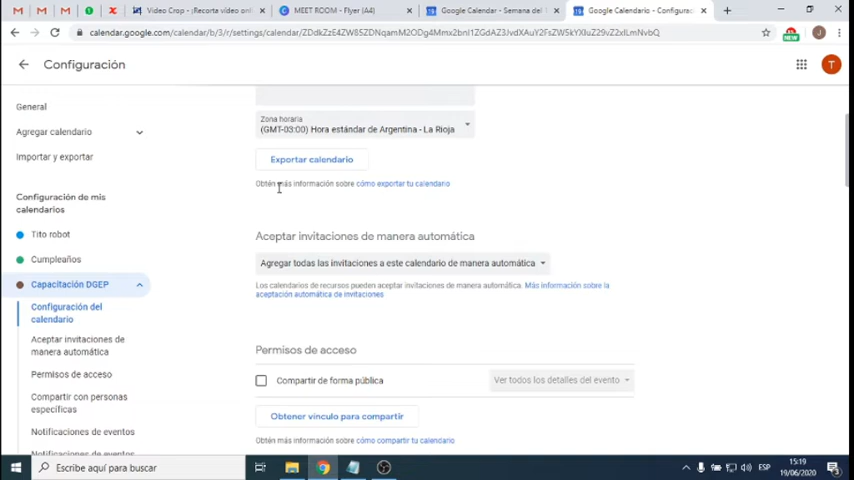 Video Crop - ¡Recorta vídeo onl
MEET ROOM - Flyer (A4)
Google Calendar - Semana del 1
Google Calendario - Configurac
calendar.google.com/calendar/b/3/r/settings/calendar/
NEW
J
Configuración
T
General
Agregar calendario
Importar y exportar
Configuración de mis
calendarios
Tito robot
Cumpleaños
Capacitación DGEP
Configuración del
calendario
Aceptar invitaciones de
manera automática
Permisos de acceso
Compartir con personas
específicas
Notificaciones de eventos
Notificaciones de eventos
Zona horaria
(GMT-03:00) Hora estándar de Argentina - La Rioja
Exportar calendario
Obtén más información sobre cómo exportar tu calendario
Aceptar invitaciones de manera automática
Agregar todas las invitaciones a este calendario de manera automática
Los calendarios de recursos pueden aceptar invitaciones de manera automática. Más información sobre la
aceptación automática de invitaciones
Permisos de acceso
Compartir de forma pública
Ver todos los detalles del evento
Obtener vínculo para compartir
Obtén más información sobre cómo compartir tu calendario
Escribe aquí para buscar
ESP
15:19
19/06/2020
3